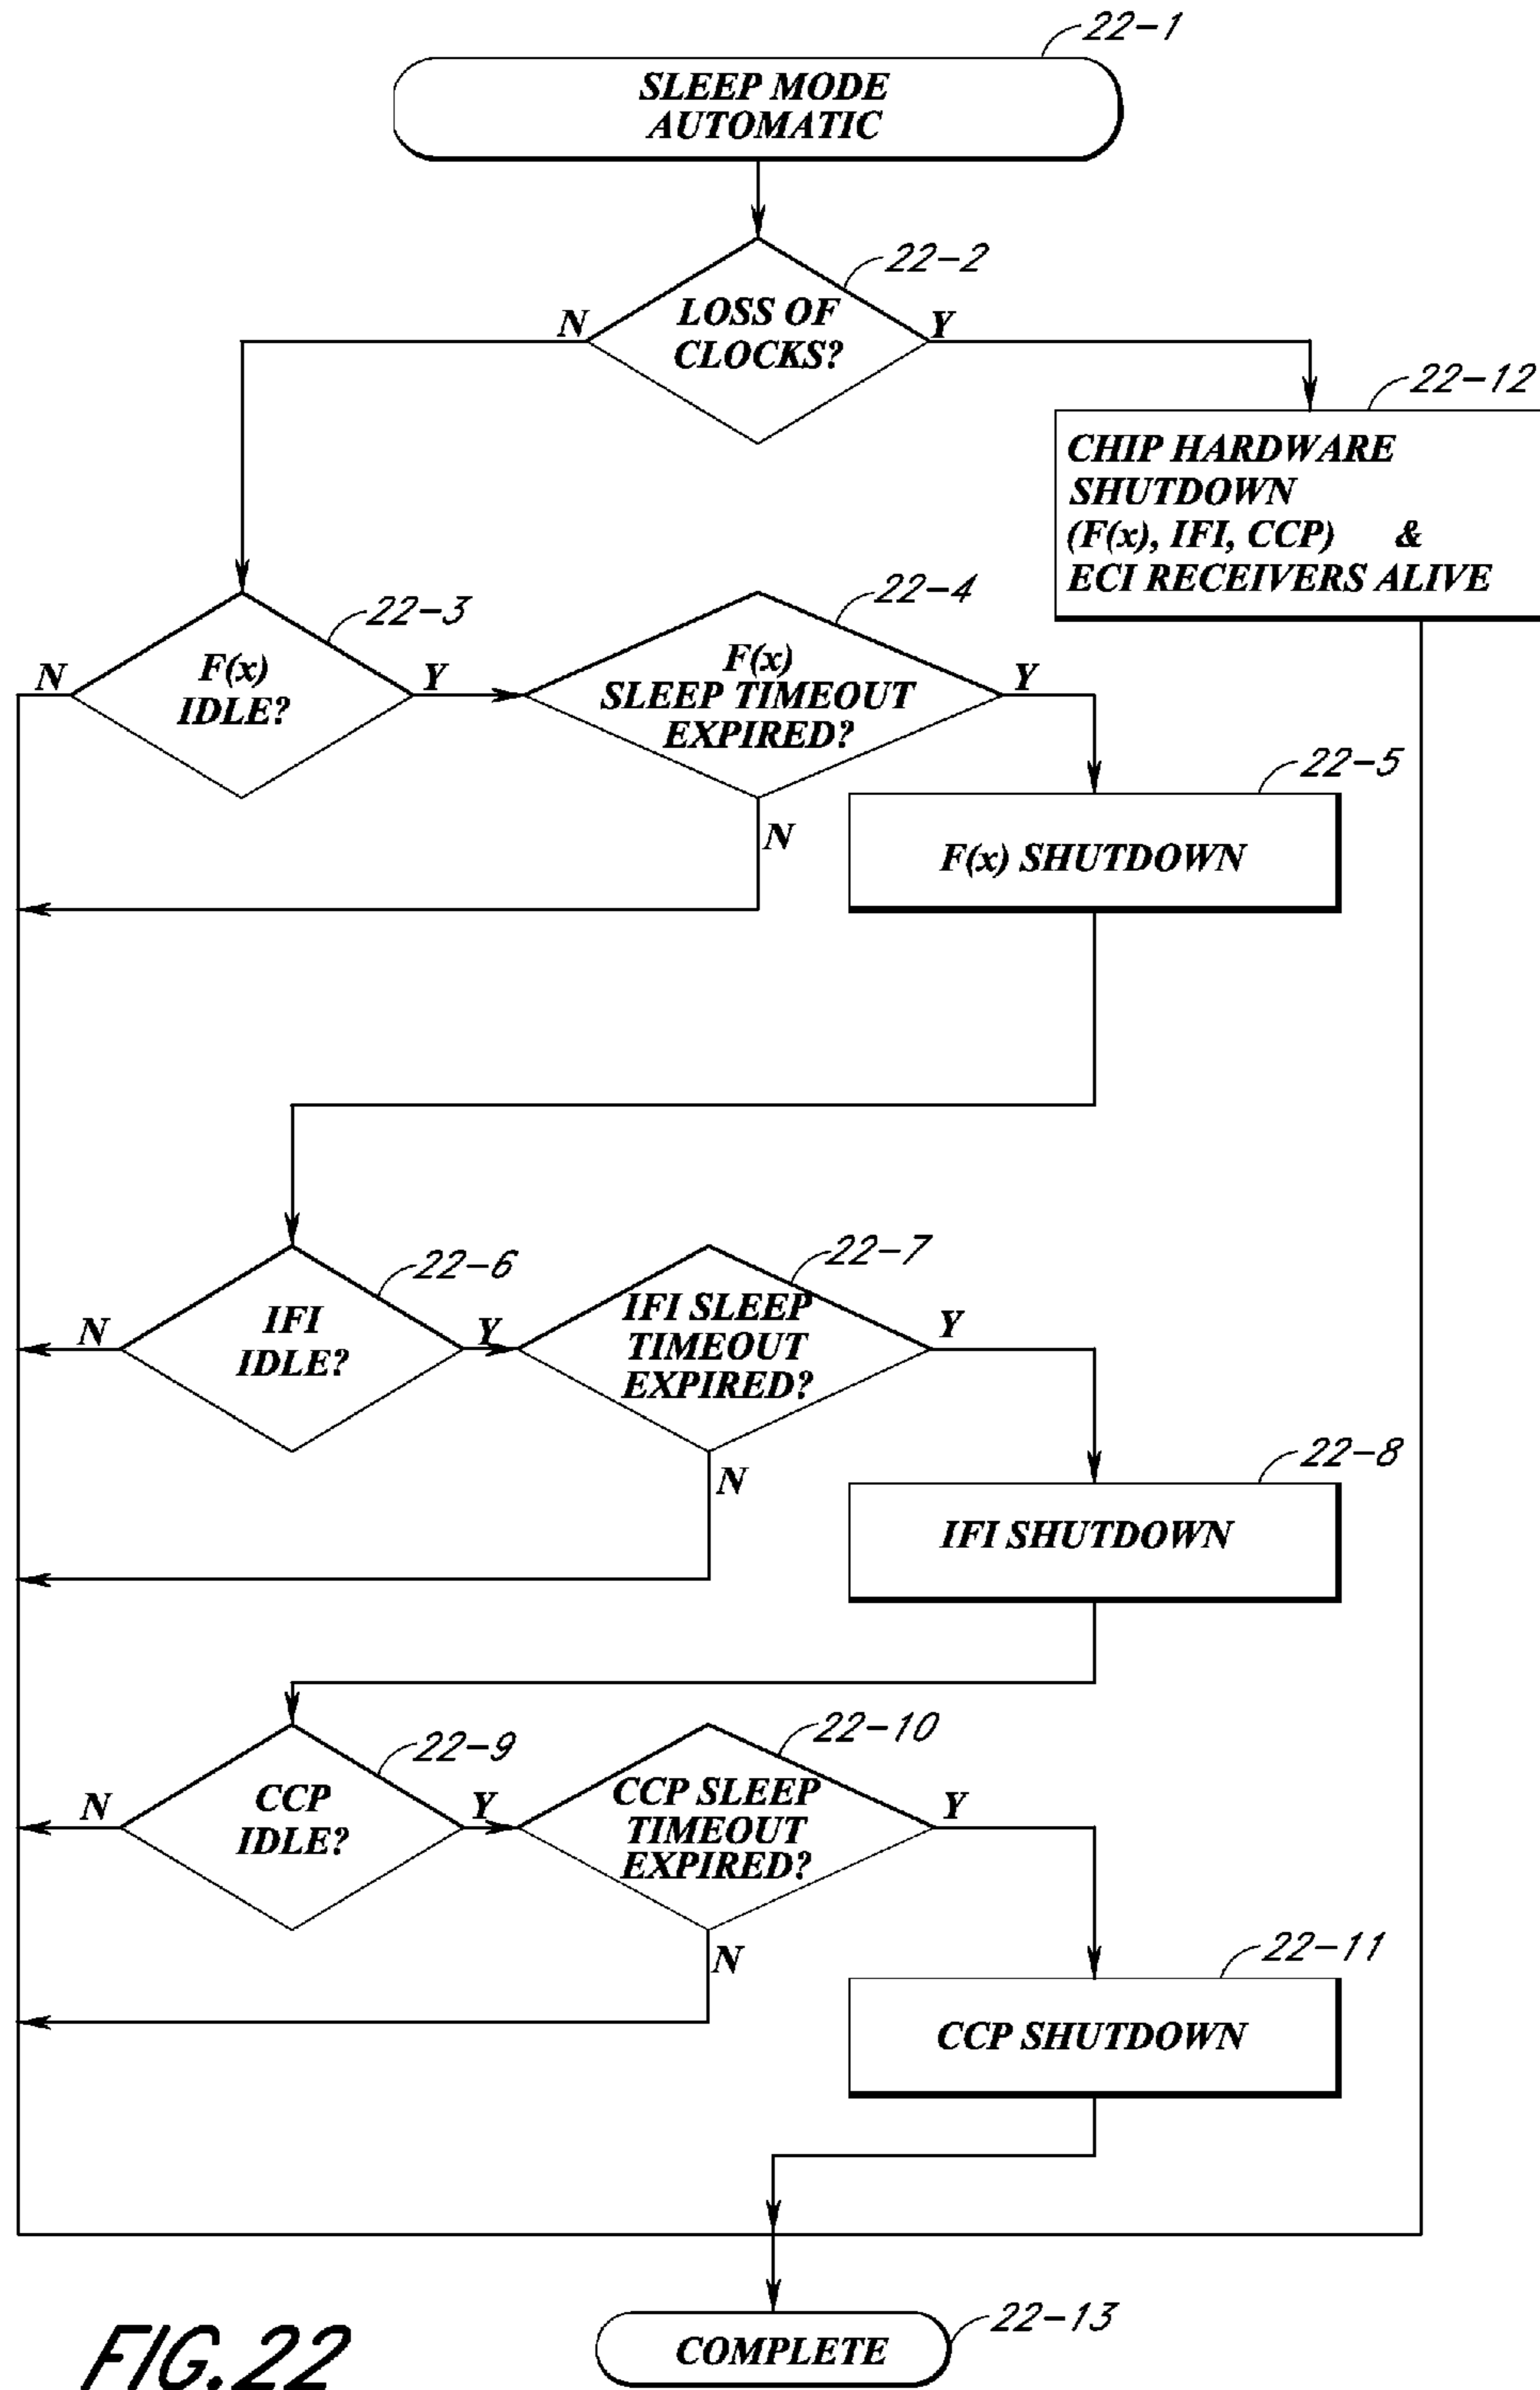 22-1
SLEEP MODE
AUTOMATIC
22-2
N
LOSS OF
CLOCKS?
Y
22-12
CHIP HARDWARE
SHUTDOWN
(F(x), IFI, CCP) &
ECI RECEIVERS ALIVE
22-3
22-4
N
F(x)
IDLE?
Y
F(x)
SLEEP TIMEOUT
EXPIRED?
Y
22-5
N
F(x) SHUTDOWN
22-6
22-7
N
IFI
IDLE?
Y
IFI SLEEP
TIMEOUT
EXPIRED?
Y
22-8
N
IFI SHUTDOWN
22-9
22-10
N
CCP
IDLE?
Y
CCP SLEEP
TIMEOUT
EXPIRED?
Y
22-11
N
CCP SHUTDOWN
22-13
COMPLETE
FIG.22